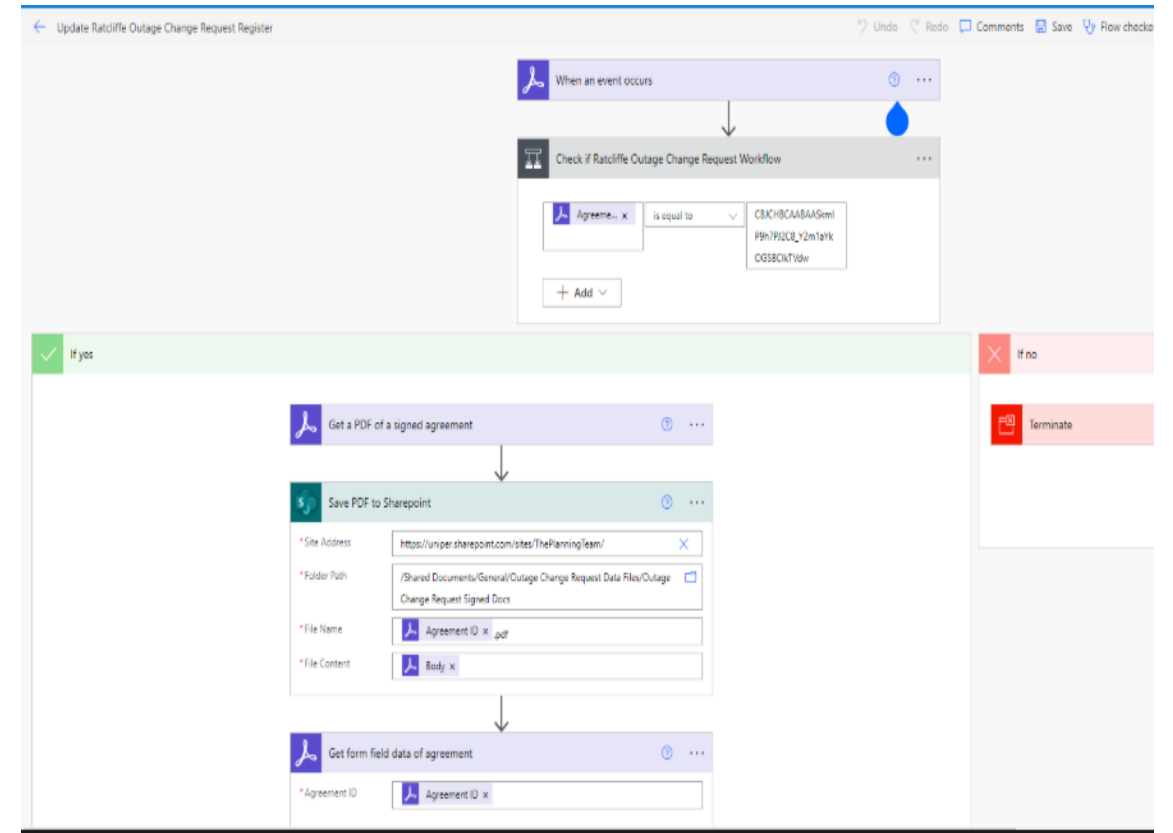 Update Ratcliffe Outage Change Request Register
Undo Redo Comments Save Flow checker
When an event occurs
Check if Ratcliffe Outage Change Request Workflow
Agreeme... x is equal to
If yes
If no
Get a PDF of a signed agreement
Terminate
Save PDF to Sharepoint
*Site Address https://uniper.sharepoint.com/sites/ThePlanningTeam/
*Folder Path /Shared Documents/General/Outage Change Request Data Files/Outage
Change Request Signed Docs
*File Name Agreement ID x .pdf
*File Content Body x
Get form field data of agreement
*Agreement ID Agreement ID x
+ Add